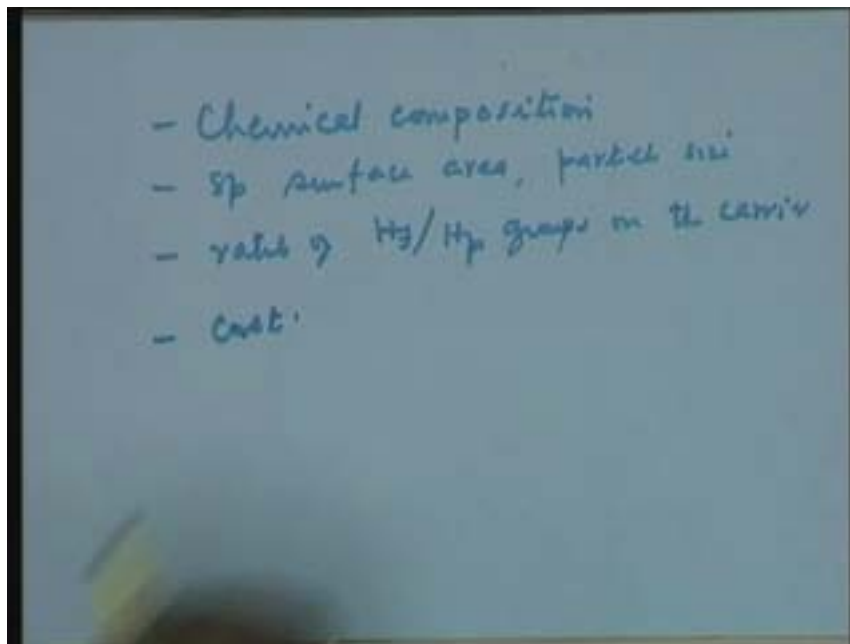 - Chemical composition
- Sp surface area, particle size
- ratio of Hy/Hp groups on the carrier
- Cost.